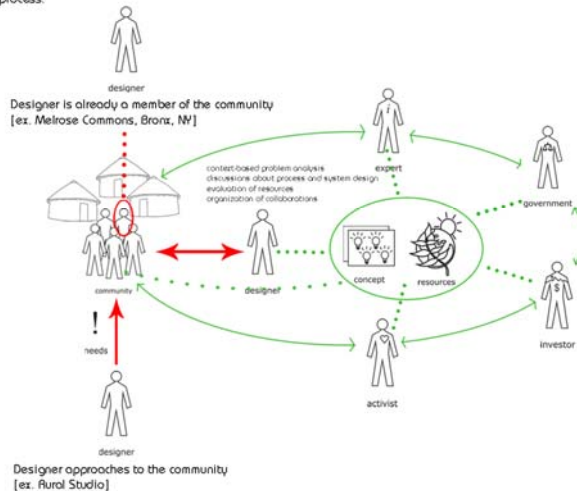 process.
designer
Designer is already a member of the community
[ex. Melrose Commons, Bronx, NY]
context-based problem analysis
discussions about process and system design
evaluation of resources
organization of collaborations
i
expert
government
community
designer
concept
resources
$
investor
!
needs
activist
designer
Designer approaches to the community
[ex. Rural Studio]